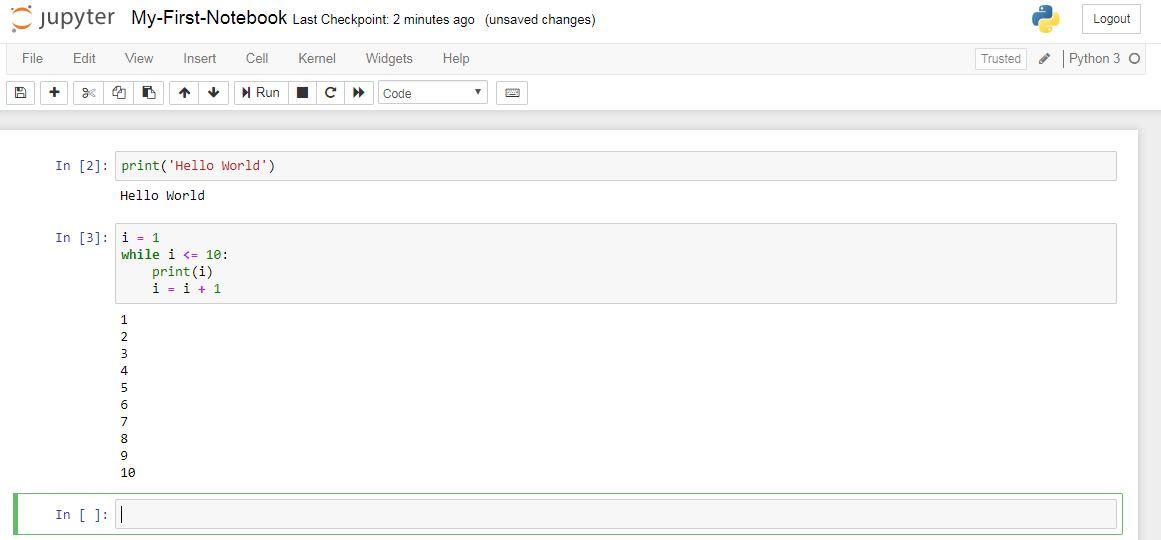 jupyter My-First-Notebook Last Checkpoint: 2 minutes ago (unsaved changes) Logout
File Edit View Insert Cell Kernel Widgets Help Trusted Python 3
Run Code
In [2]: print('Hello World')
Hello World
In [3]: i = 1
while i <= 10:
    print(i)
    i = i + 1
1
2
3
4
5
6
7
8
9
10
In [ ]: